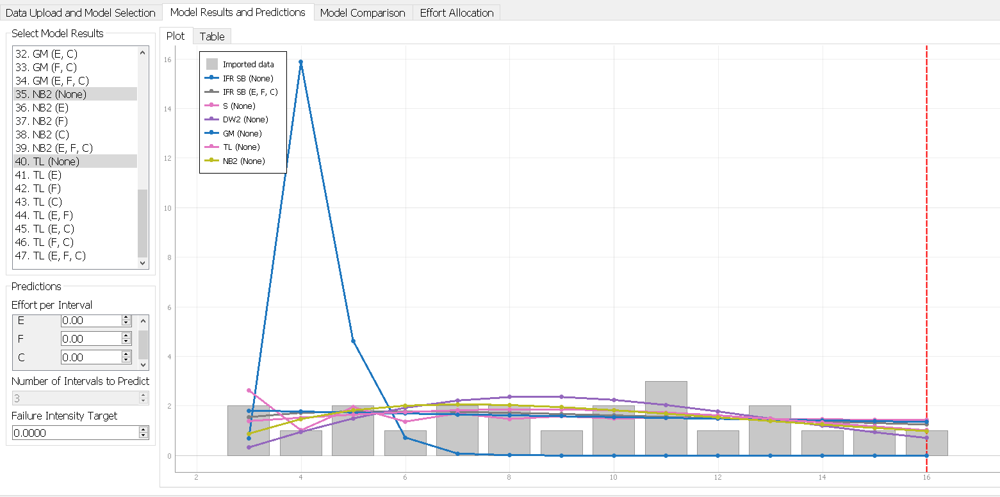 Data Upload and Model Selection
Model Results and Predictions
Model Comparison
Effort Allocation
Select Model Results
32. GM (E, C)
33. GM (F, C)
34. GM (E, F, C)
35. NB2 (None)
36. NB2 (E)
37. NB2 (F)
38. NB2 (C)
39. NB2 (E, F, C)
40. TL (None)
41. TL (E)
42. TL (F)
43. TL (C)
44. TL (E, F)
45. TL (E, C)
46. TL (F, C)
47. TL (E, F, C)
Predictions
Effort per Interval
E 0.00
F 0.00
C 0.00
Number of Intervals to Predict
3
Failure Intensity Target
0.0000
Plot
Table
Imported data
IFR SB (None)
IFR SB (E, F, C)
S (None)
DW2 (None)
GM (None)
TL (None)
NB2 (None)
16
14
12
10
8
6
4
2
0
2 4 6 8 10 12 14 16